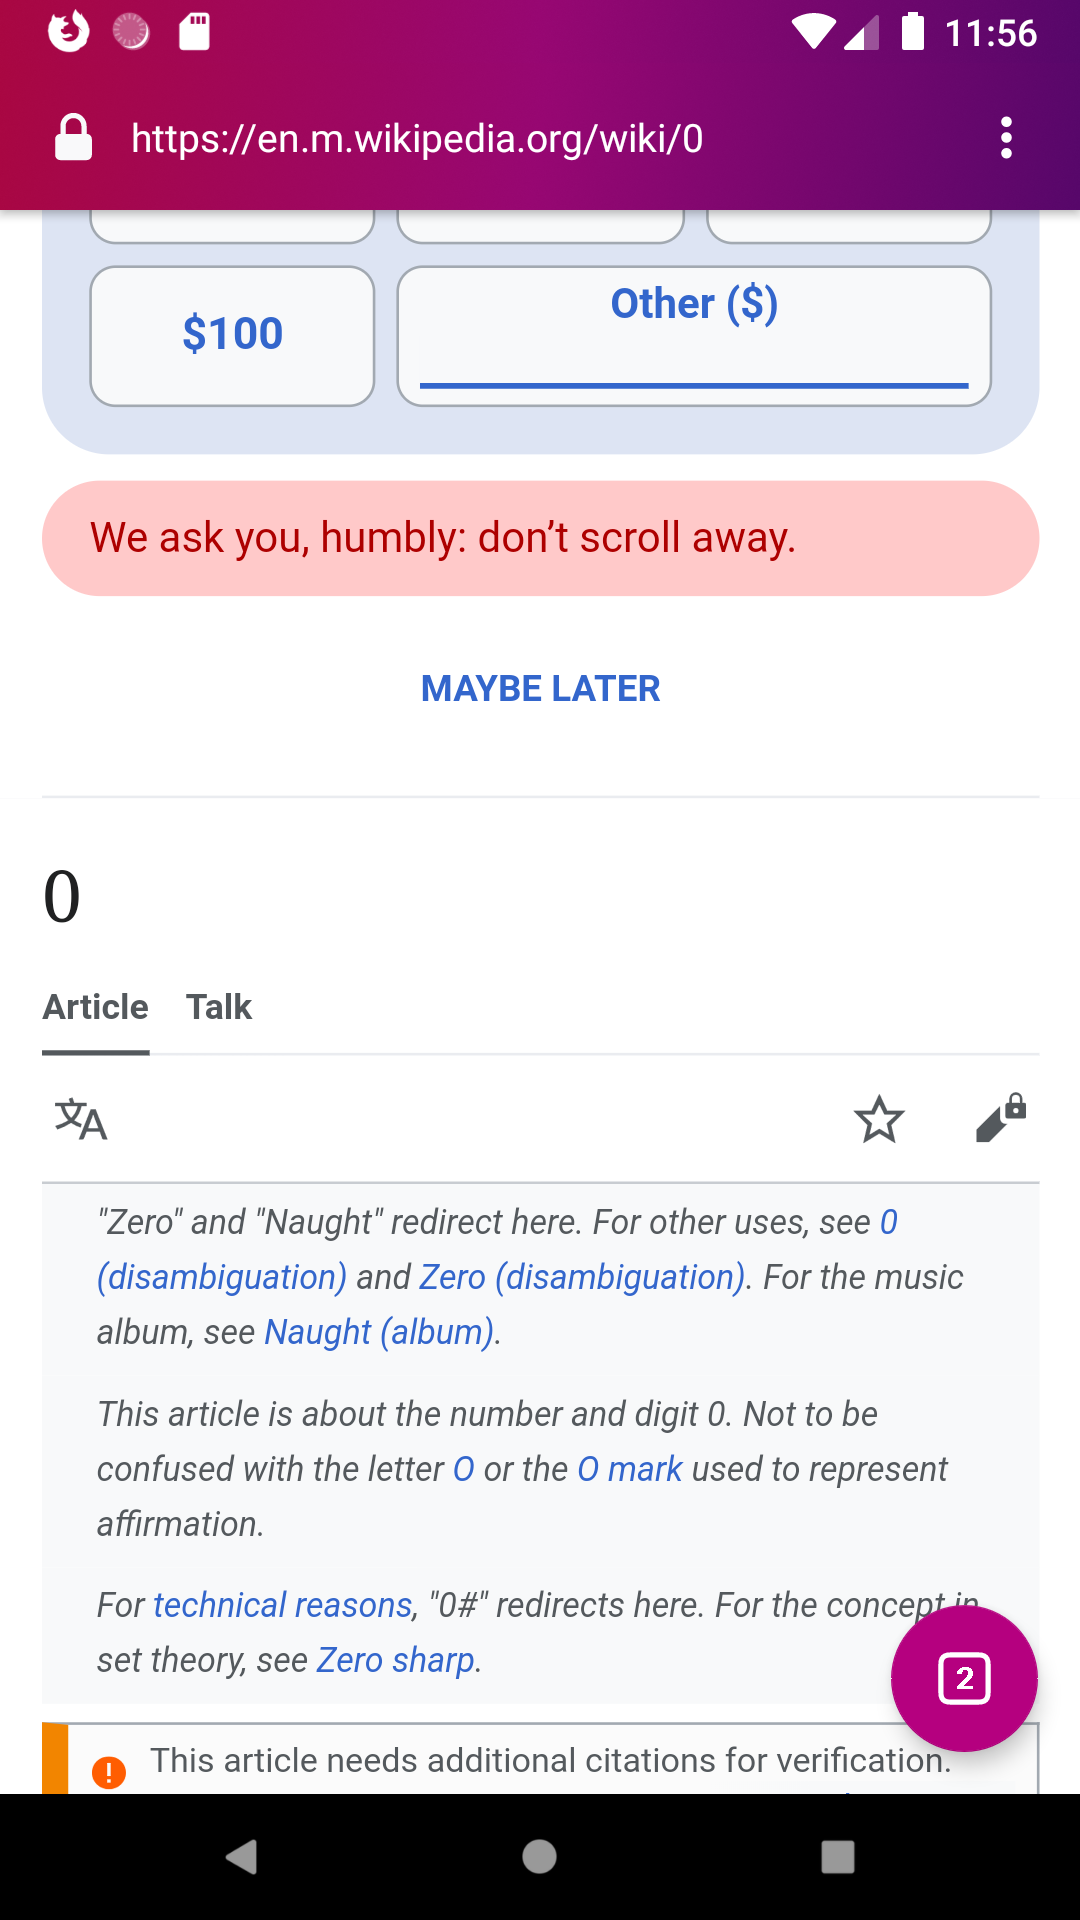 11:56
https://en.m.wikipedia.org/wiki/0
$100
Other ($)
We ask you, humbly: don’t scroll away.
MAYBE LATER
0
Article Talk
"Zero" and "Naught" redirect here. For other uses, see 0
(disambiguation) and Zero (disambiguation). For the music
album, see Naught (album).
This article is about the number and digit 0. Not to be
confused with the letter O or the O mark used to represent
affirmation.
For technical reasons, "0#" redirects here. For the concept in
set theory, see Zero sharp.
2
This article needs additional citations for verification.